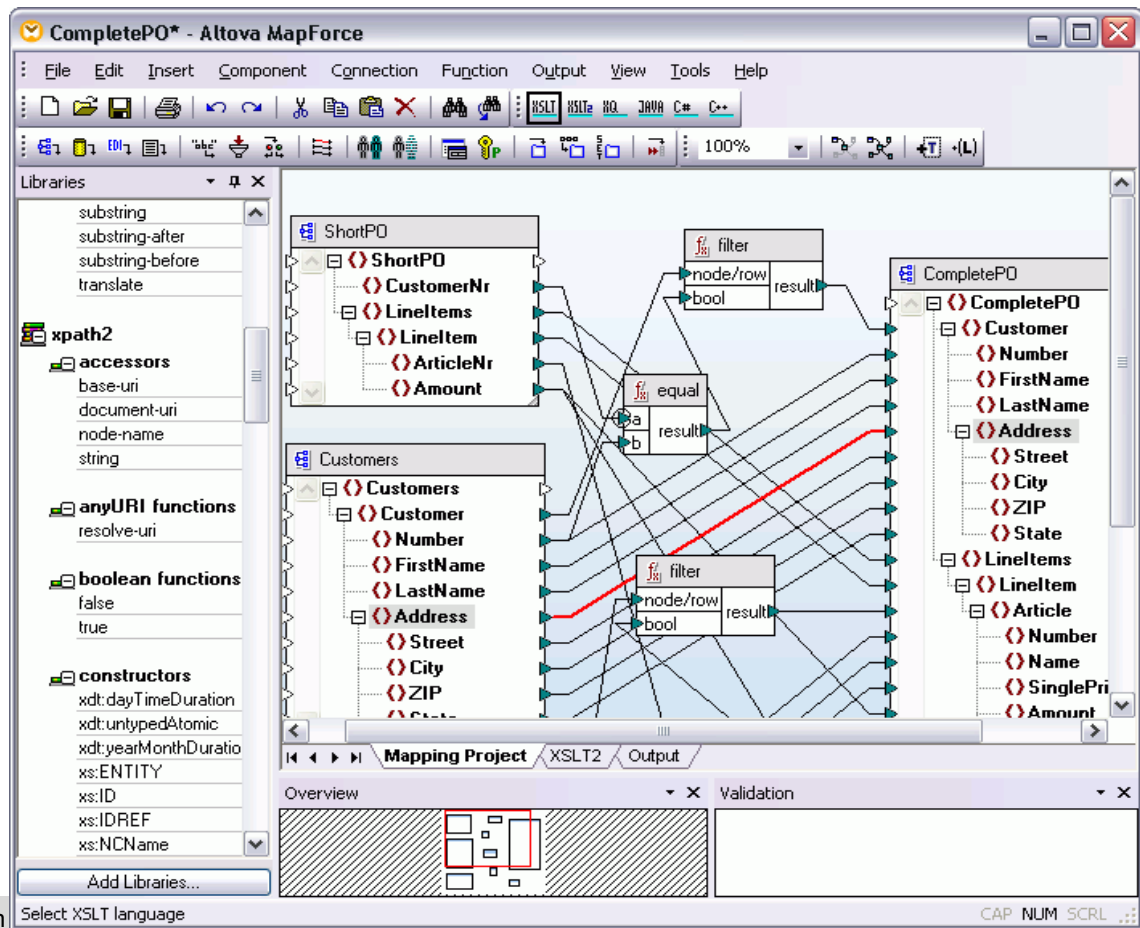 CompletePO* - Altova MapForce
File Edit Insert Component Connection Function Output View Tools Help
XSLT XSLT2 XQ JAVA C# C++
100%
Libraries
substring
substring-after
substring-before
translate
xpath2
accessors
base-uri
document-uri
node-name
string
anyURI functions
resolve-uri
boolean functions
false
true
constructors
xdt:dayTimeDuration
xdt:untypedAtomic
xdt:yearMonthDuratio
xs:ENTITY
xs:ID
xs:IDREF
xs:NCName
Add Libraries...
ShortPO
ShortPO
CustomerNr
LineItems
LineItem
ArticleNr
Amount
Customers
Customers
Customer
Number
FirstName
LastName
Address
Street
City
ZIP
State
filter
node/row
bool
result
equal
a
b
result
filter
node/row
bool
result
CompletePO
CompletePO
Customer
Number
FirstName
LastName
Address
Street
City
ZIP
State
LineItems
LineItem
Article
Number
Name
SinglePri
Amount
Mapping Project XSLT2 Output
Overview
Validation
Select XSLT language
CAP NUM SCRL